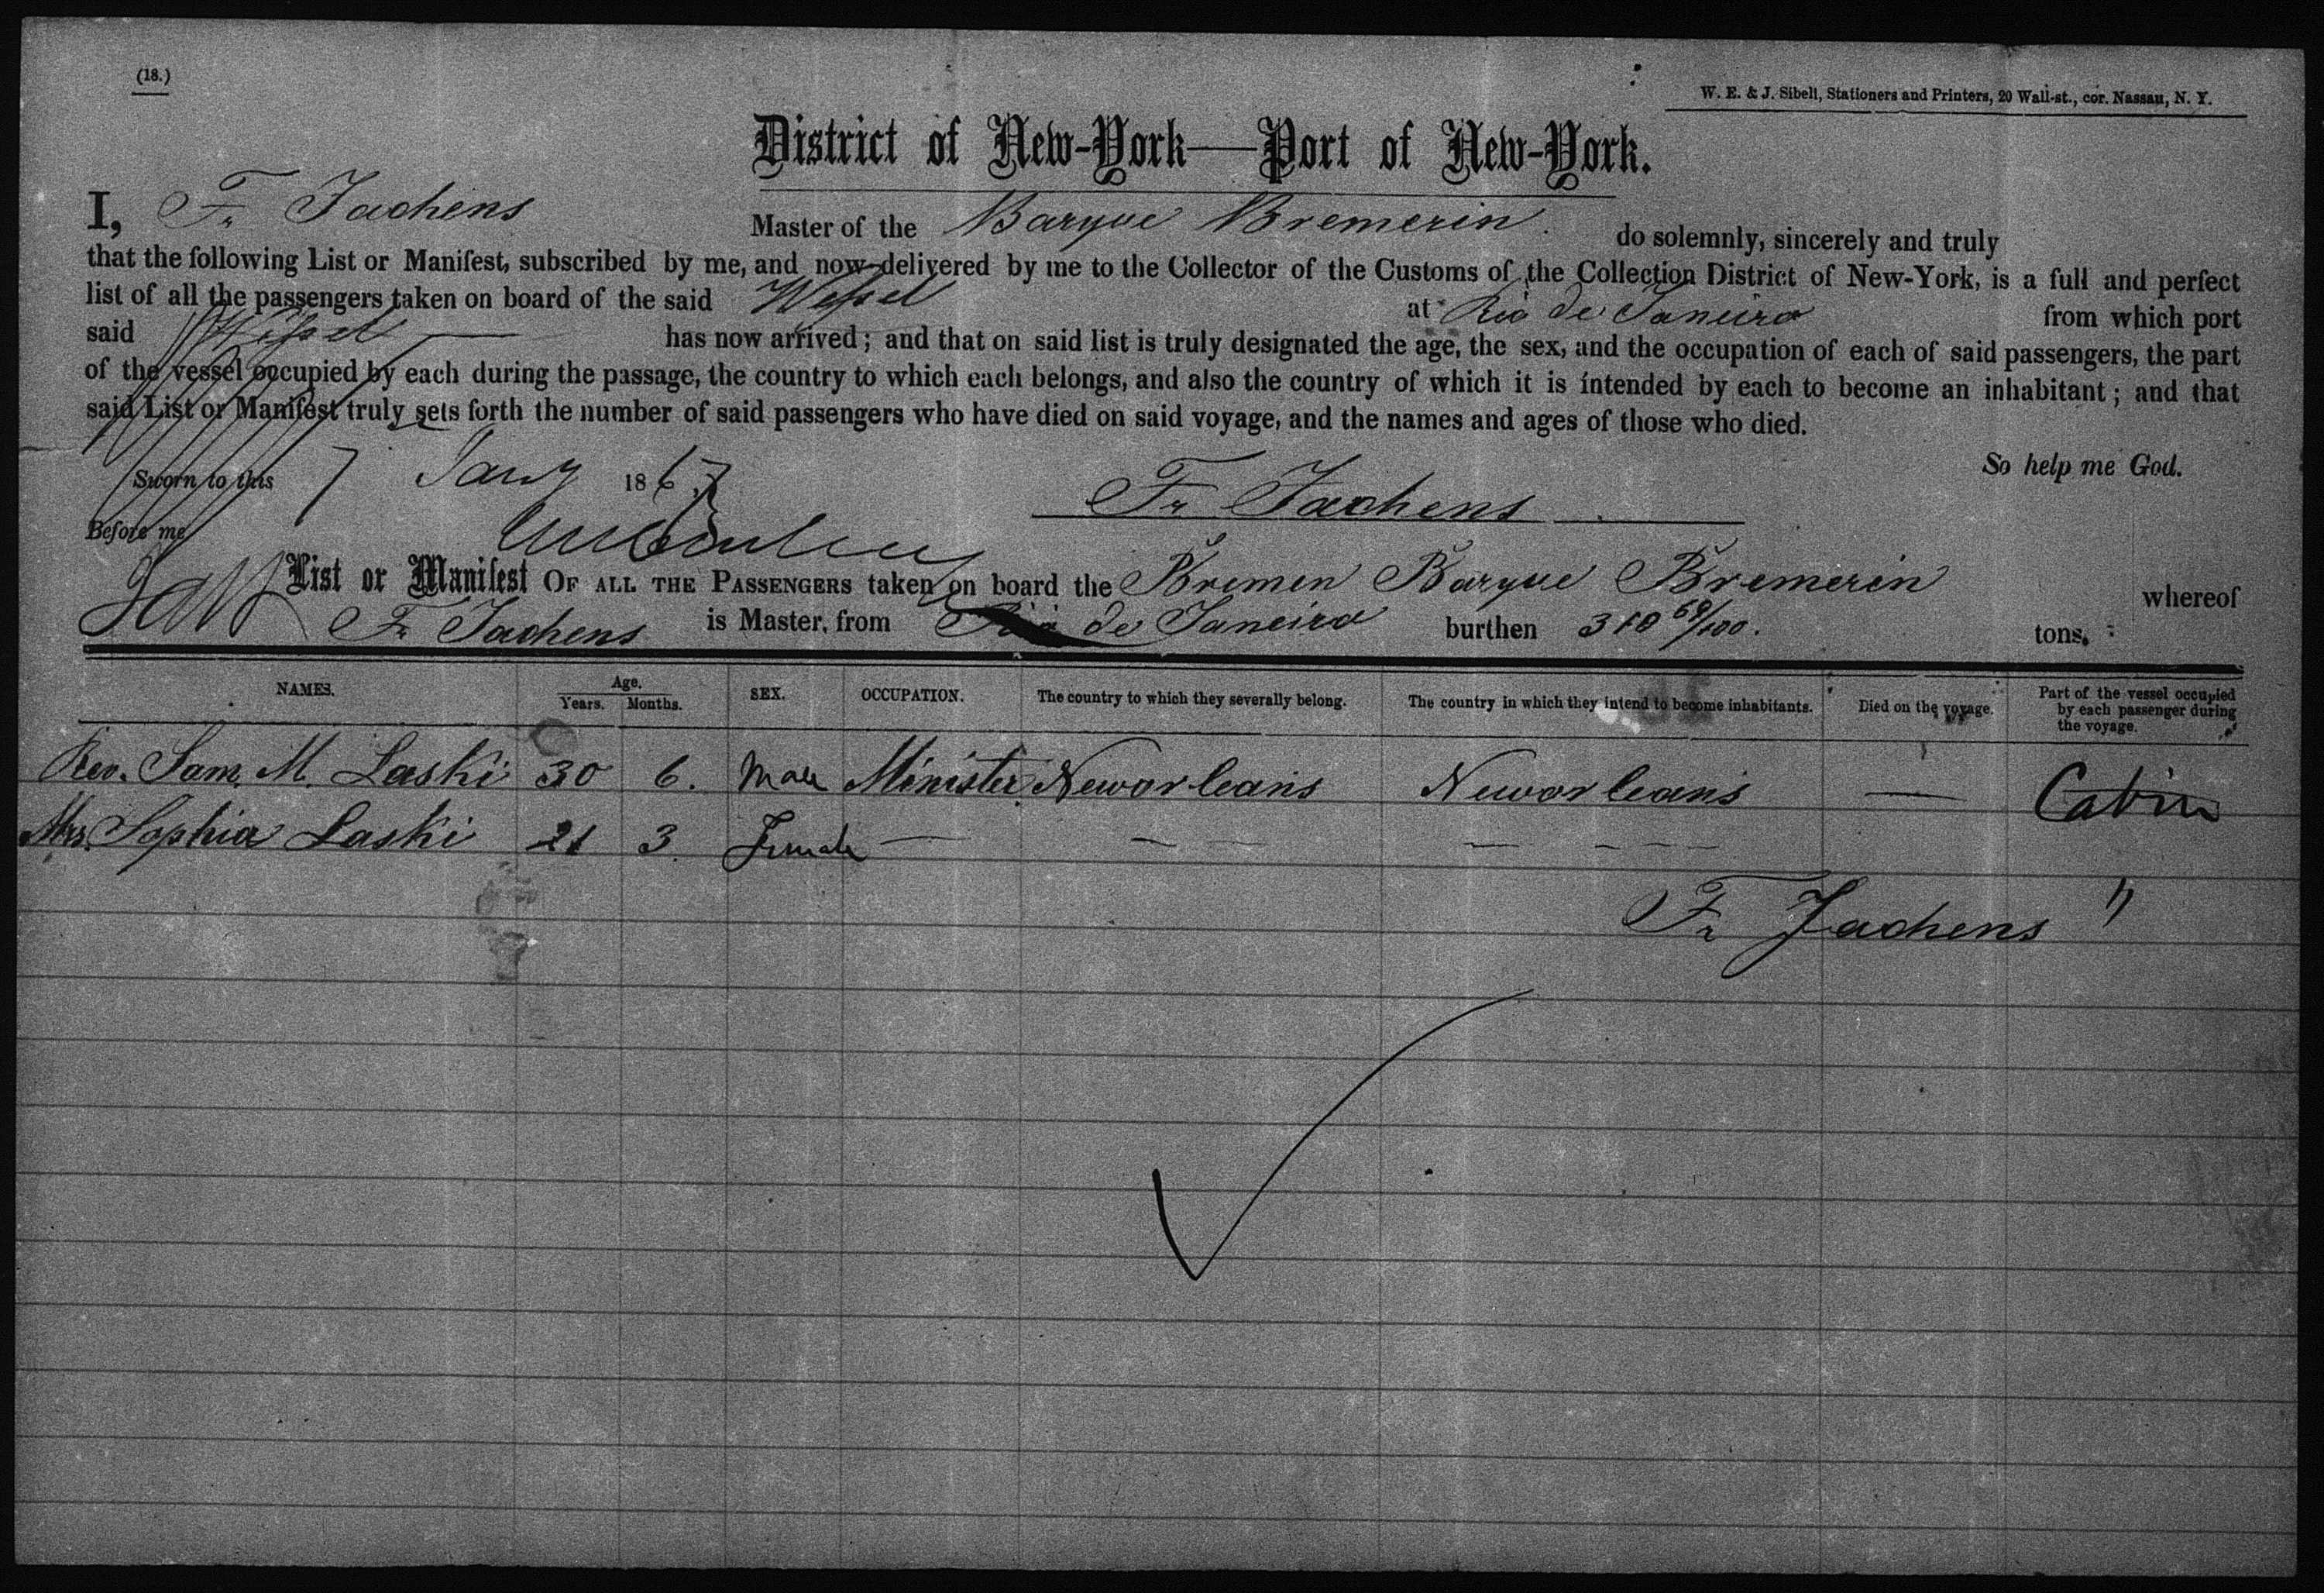 (18.)
W. E. & J. Sibell, Stationers and Printers, 20 Wall-st., cor. Nassau, N. Y.
District of New-York—Port of New-York.
I, Fr Jachens Master of the Barque Bremerin do solemnly, sincerely and truly
that the following List or Manifest, subscribed by me, and now delivered by me to the Collector of the Customs of the Collection District of New-York, is a full and perfect
list of all the passengers taken on board of the said Vessel at Rio de Janeiro from which port
said Vessel has now arrived; and that on said list is truly designated the age, the sex, and the occupation of each of said passengers, the part
of the vessel occupied by each during the passage, the country to which each belongs, and also the country of which it is intended by each to become an inhabitant; and that
said List or Manifest truly sets forth the number of said passengers who have died on said voyage, and the names and ages of those who died.
So help me God.
Sworn to this 7 Jany 1867
Fr Jachens
Before me
List or Manifest OF ALL THE PASSENGERS taken on board the Bremen Barque Bremerin whereof
Fr Jachens is Master, from Rio de Janeiro burthen 310 60/100. tons.
NAMES. Age. Years. Months. SEX. OCCUPATION. The country to which they severally belong. The country in which they intend to become inhabitants. Died on the voyage. Part of the vessel occupied by each passenger during the voyage.
Rev. Sam. M. Laski 30 6. Male Minister Neworleans Neworleans — Cabin
Mrs. Sophia Laski 21 3. Female — — — — — — "
Fr Jachens